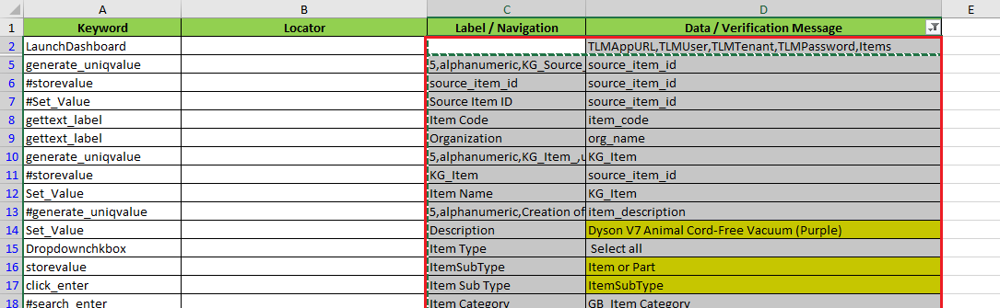 A B C D E
1 Keyword Locator Label / Navigation Data / Verification Message
2 LaunchDashboard TLMAppURL,TLMUser,TLMTenant,TLMPassword,Items
5 generate_uniqvalue 5,alphanumeric,KG_Source_ source_item_id
6 #storevalue source_item_id source_item_id
7 #Set_Value Source Item ID source_item_id
8 gettext_label Item Code item_code
9 gettext_label Organization org_name
10 generate_uniqvalue 5,alphanumeric,KG_Item_,u KG_Item
11 #storevalue KG_Item source_item_id
12 Set_Value Item Name KG_Item
13 #generate_uniqvalue 5,alphanumeric,Creation of item_description
14 Set_Value Description Dyson V7 Animal Cord-Free Vacuum (Purple)
15 Dropdownchkbox Item Type Select all
16 storevalue ItemSubType Item or Part
17 click_enter Item Sub Type ItemSubType
18 #search_enter Item Category GB_Item Category